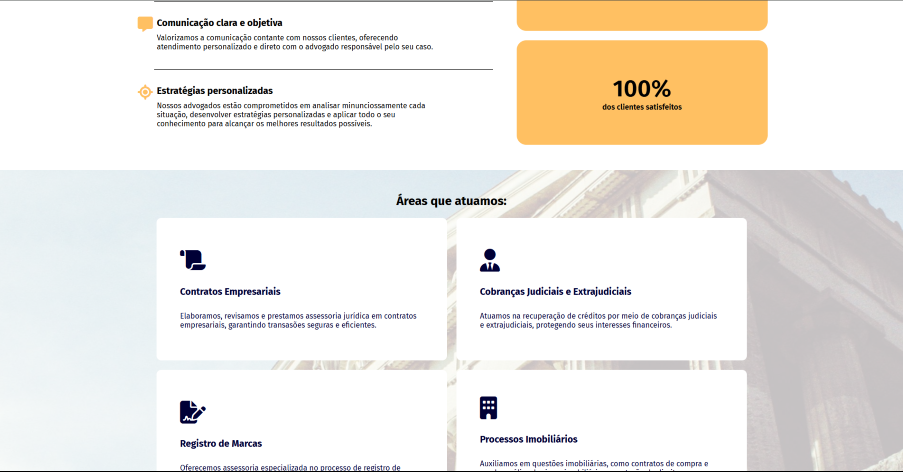 Comunicação clara e objetiva
Valorizamos a comunicação contante com nossos clientes, oferecendo
atendimento personalizado e direto com o advogado responsável pelo seu caso.
Estratégias personalizadas
Nossos advogados estão comprometidos em analisar minunciossamente cada
situação, desenvolver estratégias personalizadas e aplicar todo o seu
conhecimento para alcançar os melhores resultados possíveis.
100%
dos clientes satisfeitos
Áreas que atuamos:
Contratos Empresariais
Elaboramos, revisamos e prestamos assessoria jurídica em contratos
empresariais, garantindo transasões seguras e eficientes.
Cobranças Judiciais e Extrajudiciais
Atuamos na recuperação de créditos por meio de cobranças judiciais
e extrajudiciais, protegendo seus interesses financeiros.
Registro de Marcas
Oferecemos assessoria especializada no processo de registro de
Processos Imobiliários
Auxiliamos em questões imobiliárias, como contratos de compra e